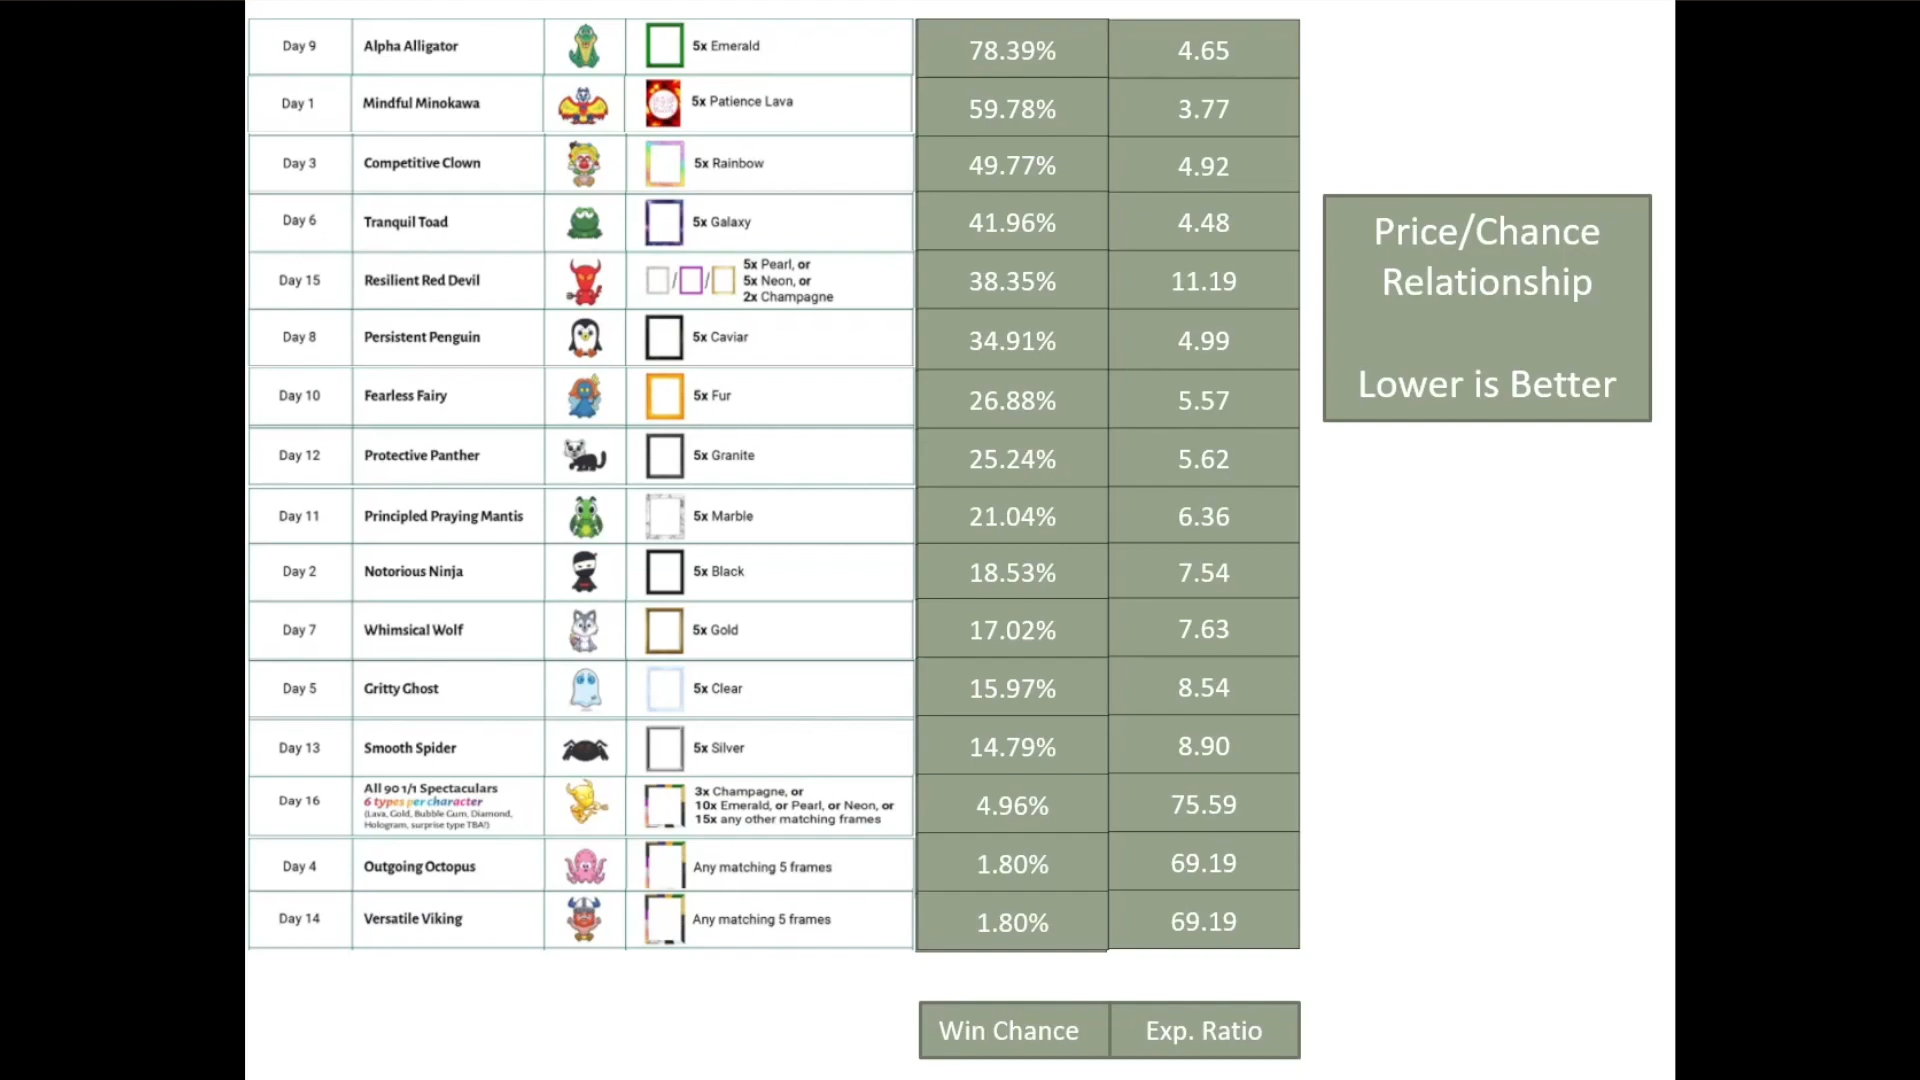 Day 9 Alpha Alligator 5x Emerald 78.39% 4.65
Day 1 Mindful Minokawa 5x Patience Lava 59.78% 3.77
Day 3 Competitive Clown 5x Rainbow 49.77% 4.92
Day 6 Tranquil Toad 5x Galaxy 41.96% 4.48
Day 15 Resilient Red Devil / / 5x Pearl, or
5x Neon, or
2x Champagne 38.35% 11.19
Day 8 Persistent Penguin 5x Caviar 34.91% 4.99
Day 10 Fearless Fairy 5x Fur 26.88% 5.57
Day 12 Protective Panther 5x Granite 25.24% 5.62
Day 11 Principled Praying Mantis 5x Marble 21.04% 6.36
Day 2 Notorious Ninja 5x Black 18.53% 7.54
Day 7 Whimsical Wolf 5x Gold 17.02% 7.63
Day 5 Gritty Ghost 5x Clear 15.97% 8.54
Day 13 Smooth Spider 5x Silver 14.79% 8.90
Day 16 All 90 1/1 Spectaculars
6 types per character
(Lava, Gold, Bubble Gum, Diamond,
Hologram, surprise type TBA!)
3x Champagne, or
10x Emerald, or Pearl, or Neon, or
15x any other matching frames
4.96% 75.59
Day 4 Outgoing Octopus Any matching 5 frames 1.80% 69.19
Day 14 Versatile Viking Any matching 5 frames 1.80% 69.19
Win Chance Exp. Ratio
Price/Chance
Relationship
Lower is Better